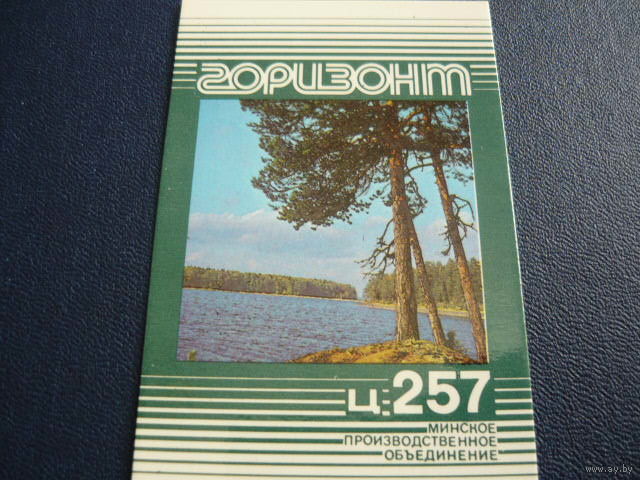 горизонт
ц.257
МИНСКОЕ
ПРОИЗВОДСТВЕННОЕ
ОБЪЕДИНЕНИЕ
www.ay.by